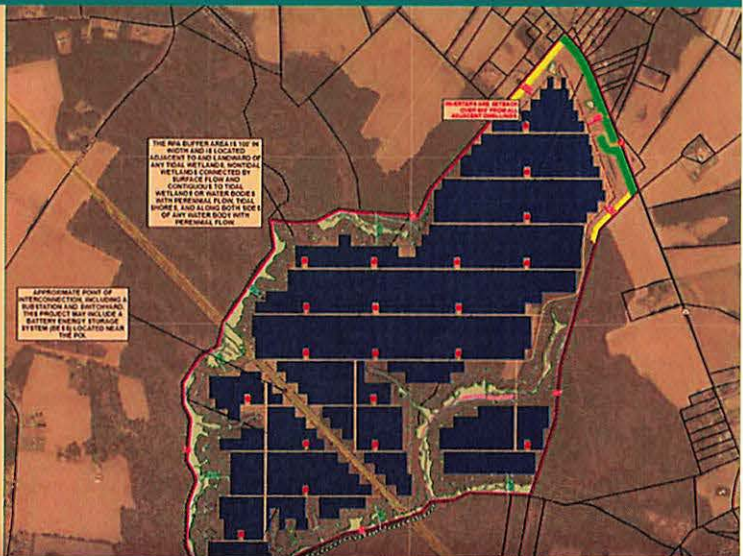 INVERTERS ARE SETBACK
FROM ALL
ADJACENT DWELLINGS
THE RPA BUFFER AREA IS 100' IN
WIDTH AND IS LOCATED
ADJACENT TO AND LANDWARD OF
ANY TIDAL WETLANDS, NONTIDAL
WETLANDS CONNECTED BY
SURFACE FLOW AND
CONTIGUOUS TO TIDAL
WETLANDS OR WATER BODIES
WITH PERENNIAL FLOW, TIDAL
SHORES, AND ALONG BOTH SIDES
OF ANY WATER BODY WITH
PERENNIAL FLOW.
APPROXIMATE POINT OF
INTERCONNECTION, INCLUDING A
SUBSTATION AND SWITCHYARD.
THIS PROJECT MAY INCLUDE A
BATTERY ENERGY STORAGE
SYSTEM (BESS) LOCATED NEAR
THE POI.